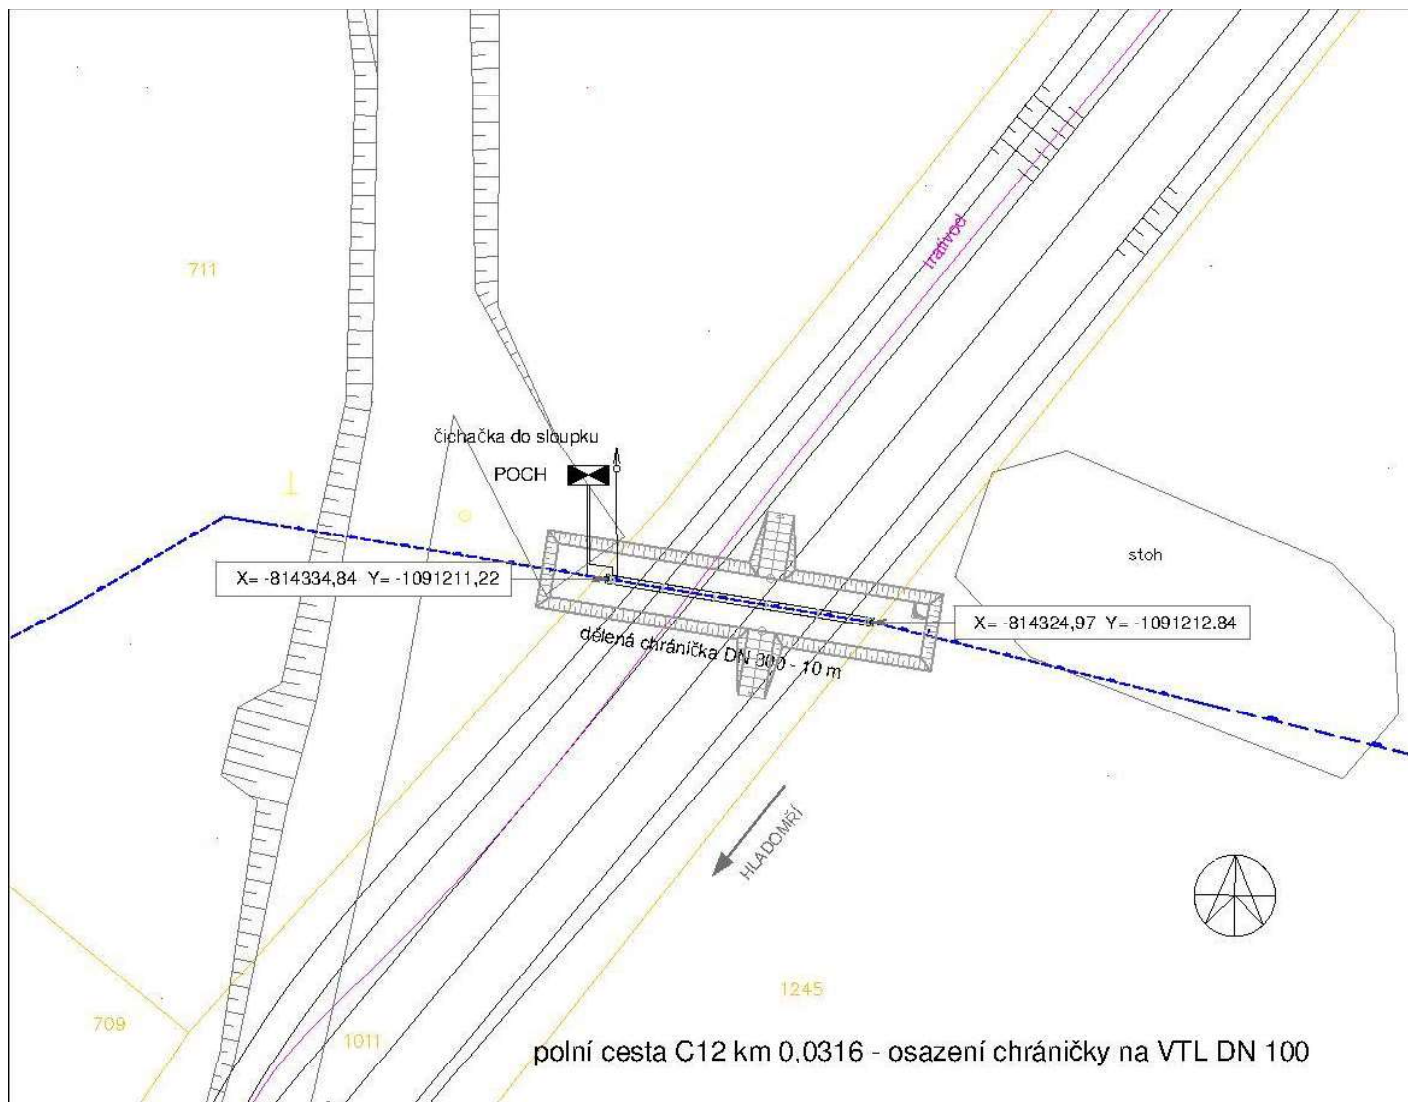 trativod
711
čichačka do sloupku
POCH
stoh
X= -814334,84 Y= -1091211,22
X= -814324,97 Y= -1091212.84
dělená chránička DN 300 - 10 m
HLADOMŘÍ
1245
709
1011
polní cesta C12 km 0,0316 - osazení chráničky na VTL DN 100